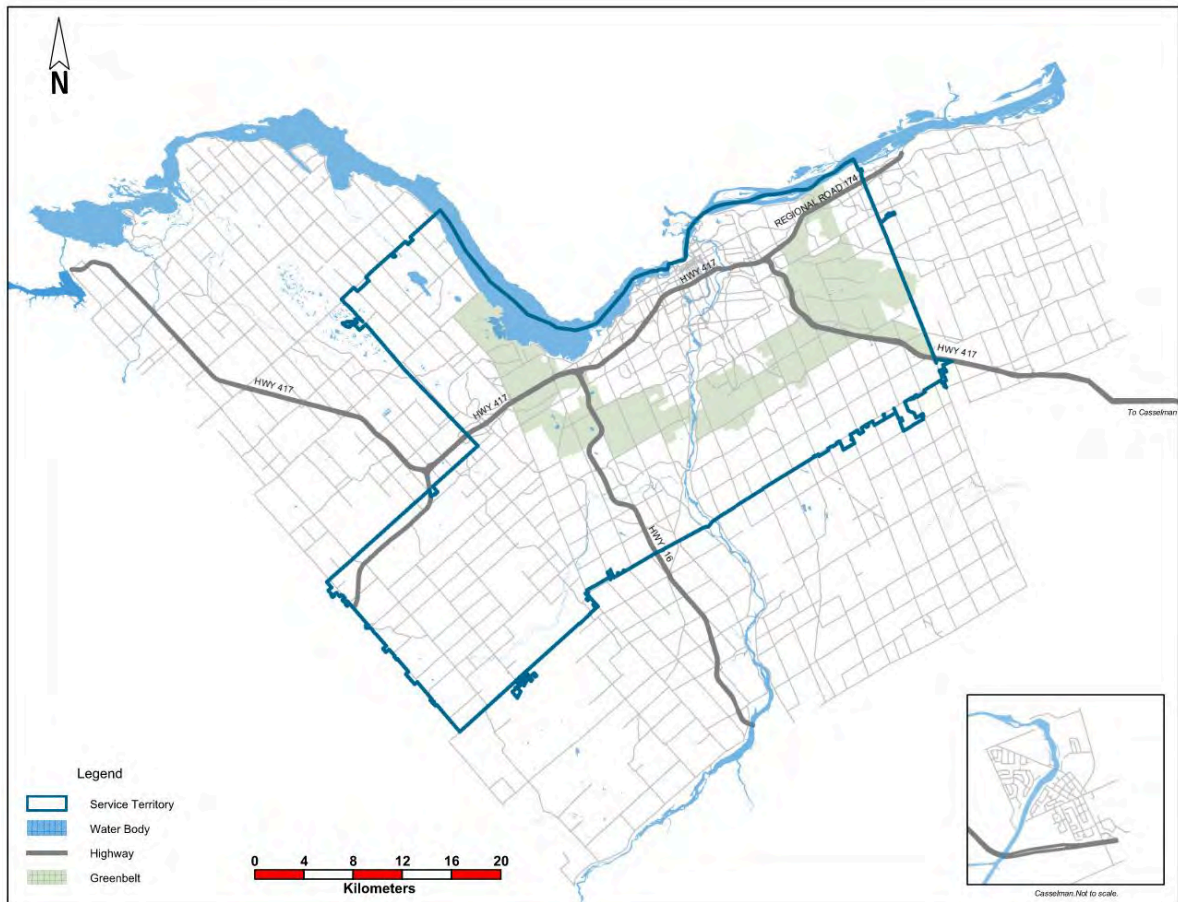 N
REGIONAL ROAD 174
HWY 417
HWY 417
HWY 417
HWY 417
To Casselman
HWY 416
Legend
Service Territory
Water Body
Highway
Greenbelt
0 4 8 12 16 20
Kilometers
Casselman.Not to scale.